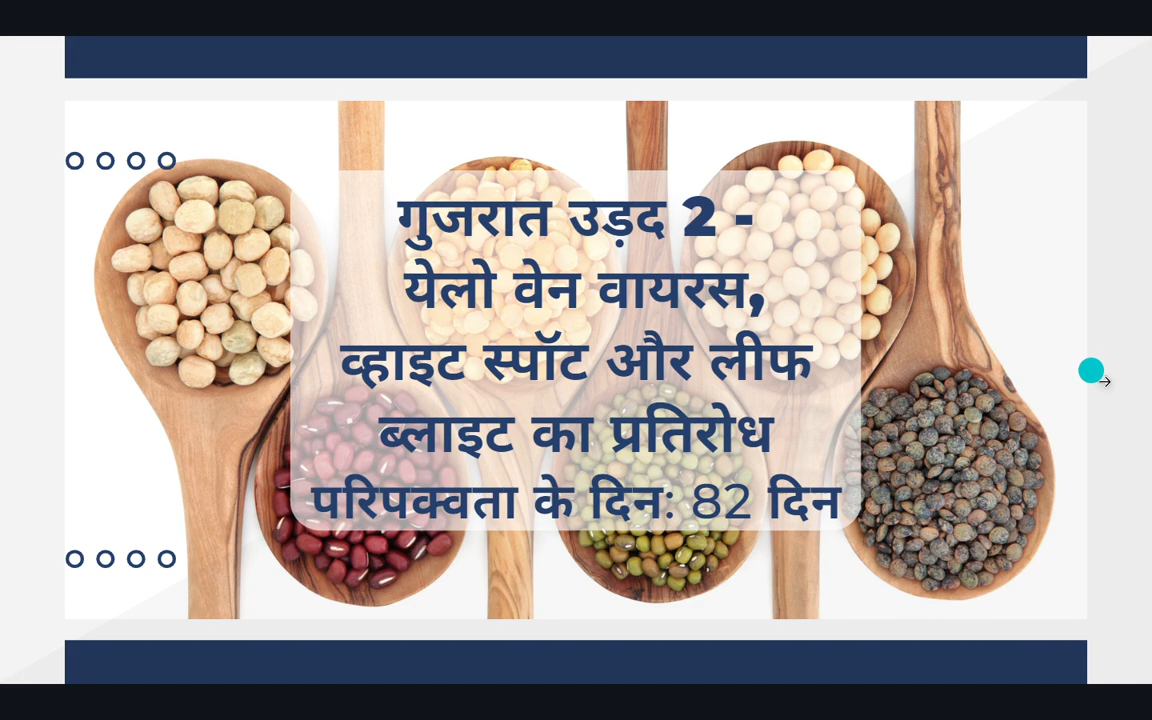 गुजरात उड़द 2 -
येलो वेन वायरस,
व्हाइट स्पॉट और लीफ
ब्लाइट का प्रतिरोध
परिपक्वता के दिन: 82 दिन